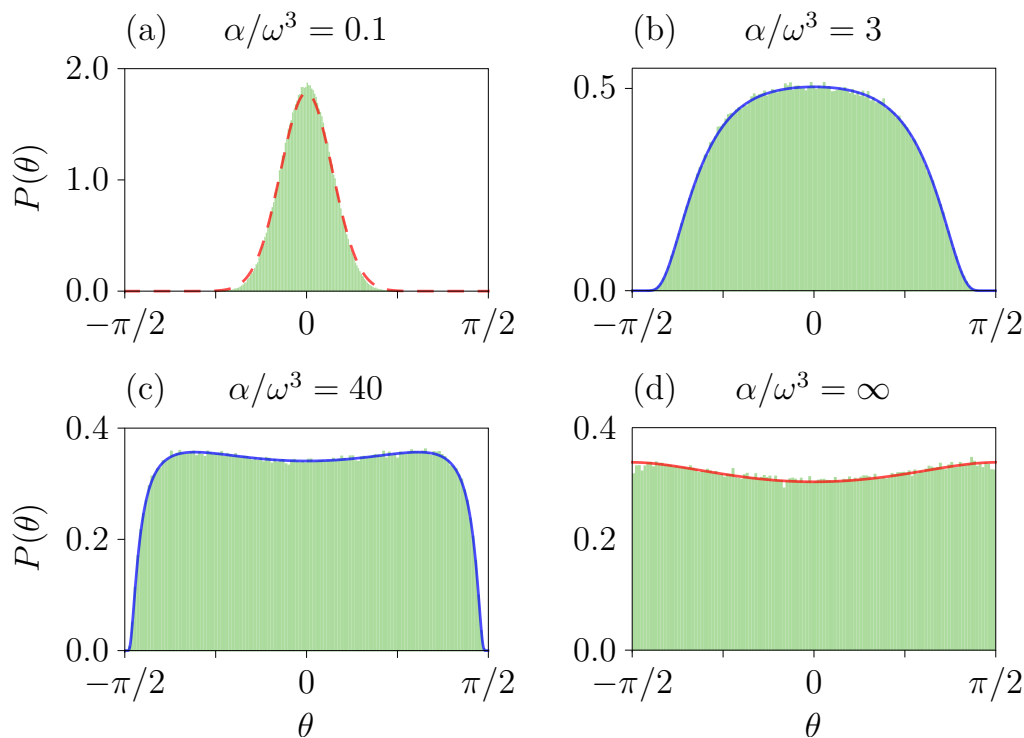 (a) α/ω³ = 0.1
(b) α/ω³ = 3
P(θ)
2.0
1.0
0.0
−π/2 0 π/2
0.5
0.0
−π/2 0 π/2
(c) α/ω³ = 40
(d) α/ω³ = ∞
P(θ)
0.4
0.2
0.0
−π/2 0 π/2
θ
0.4
0.2
0.0
−π/2 0 π/2
θ